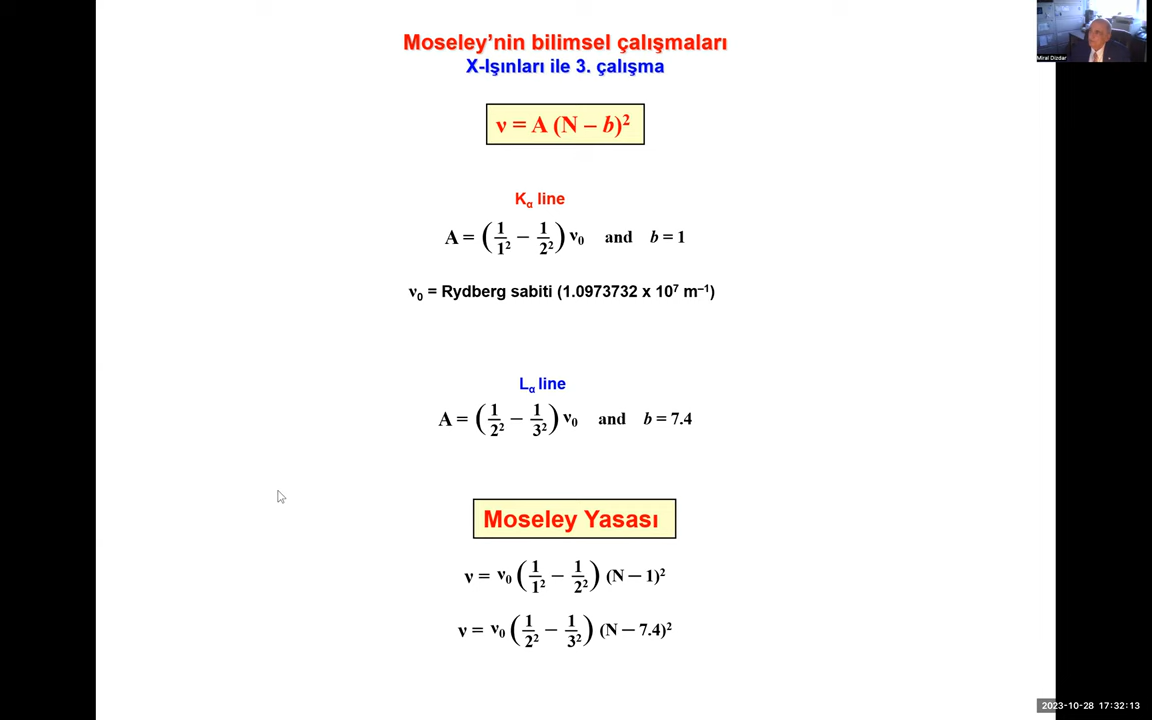 Moseley’nin bilimsel çalışmaları
X-Işınları ile 3. çalışma
Miral Dizdar
ν = A (N – b)²
Kα line
A = (1/1² − 1/2²) ν₀ and b = 1
ν₀ = Rydberg sabiti (1.0973732 x 10⁷ m⁻¹)
Lα line
A = (1/2² − 1/3²) ν₀ and b = 7.4
Moseley Yasası
ν = ν₀ (1/1² − 1/2²) (N − 1)²
ν = ν₀ (1/2² − 1/3²) (N − 7.4)²
2023-10-28 17:32:13